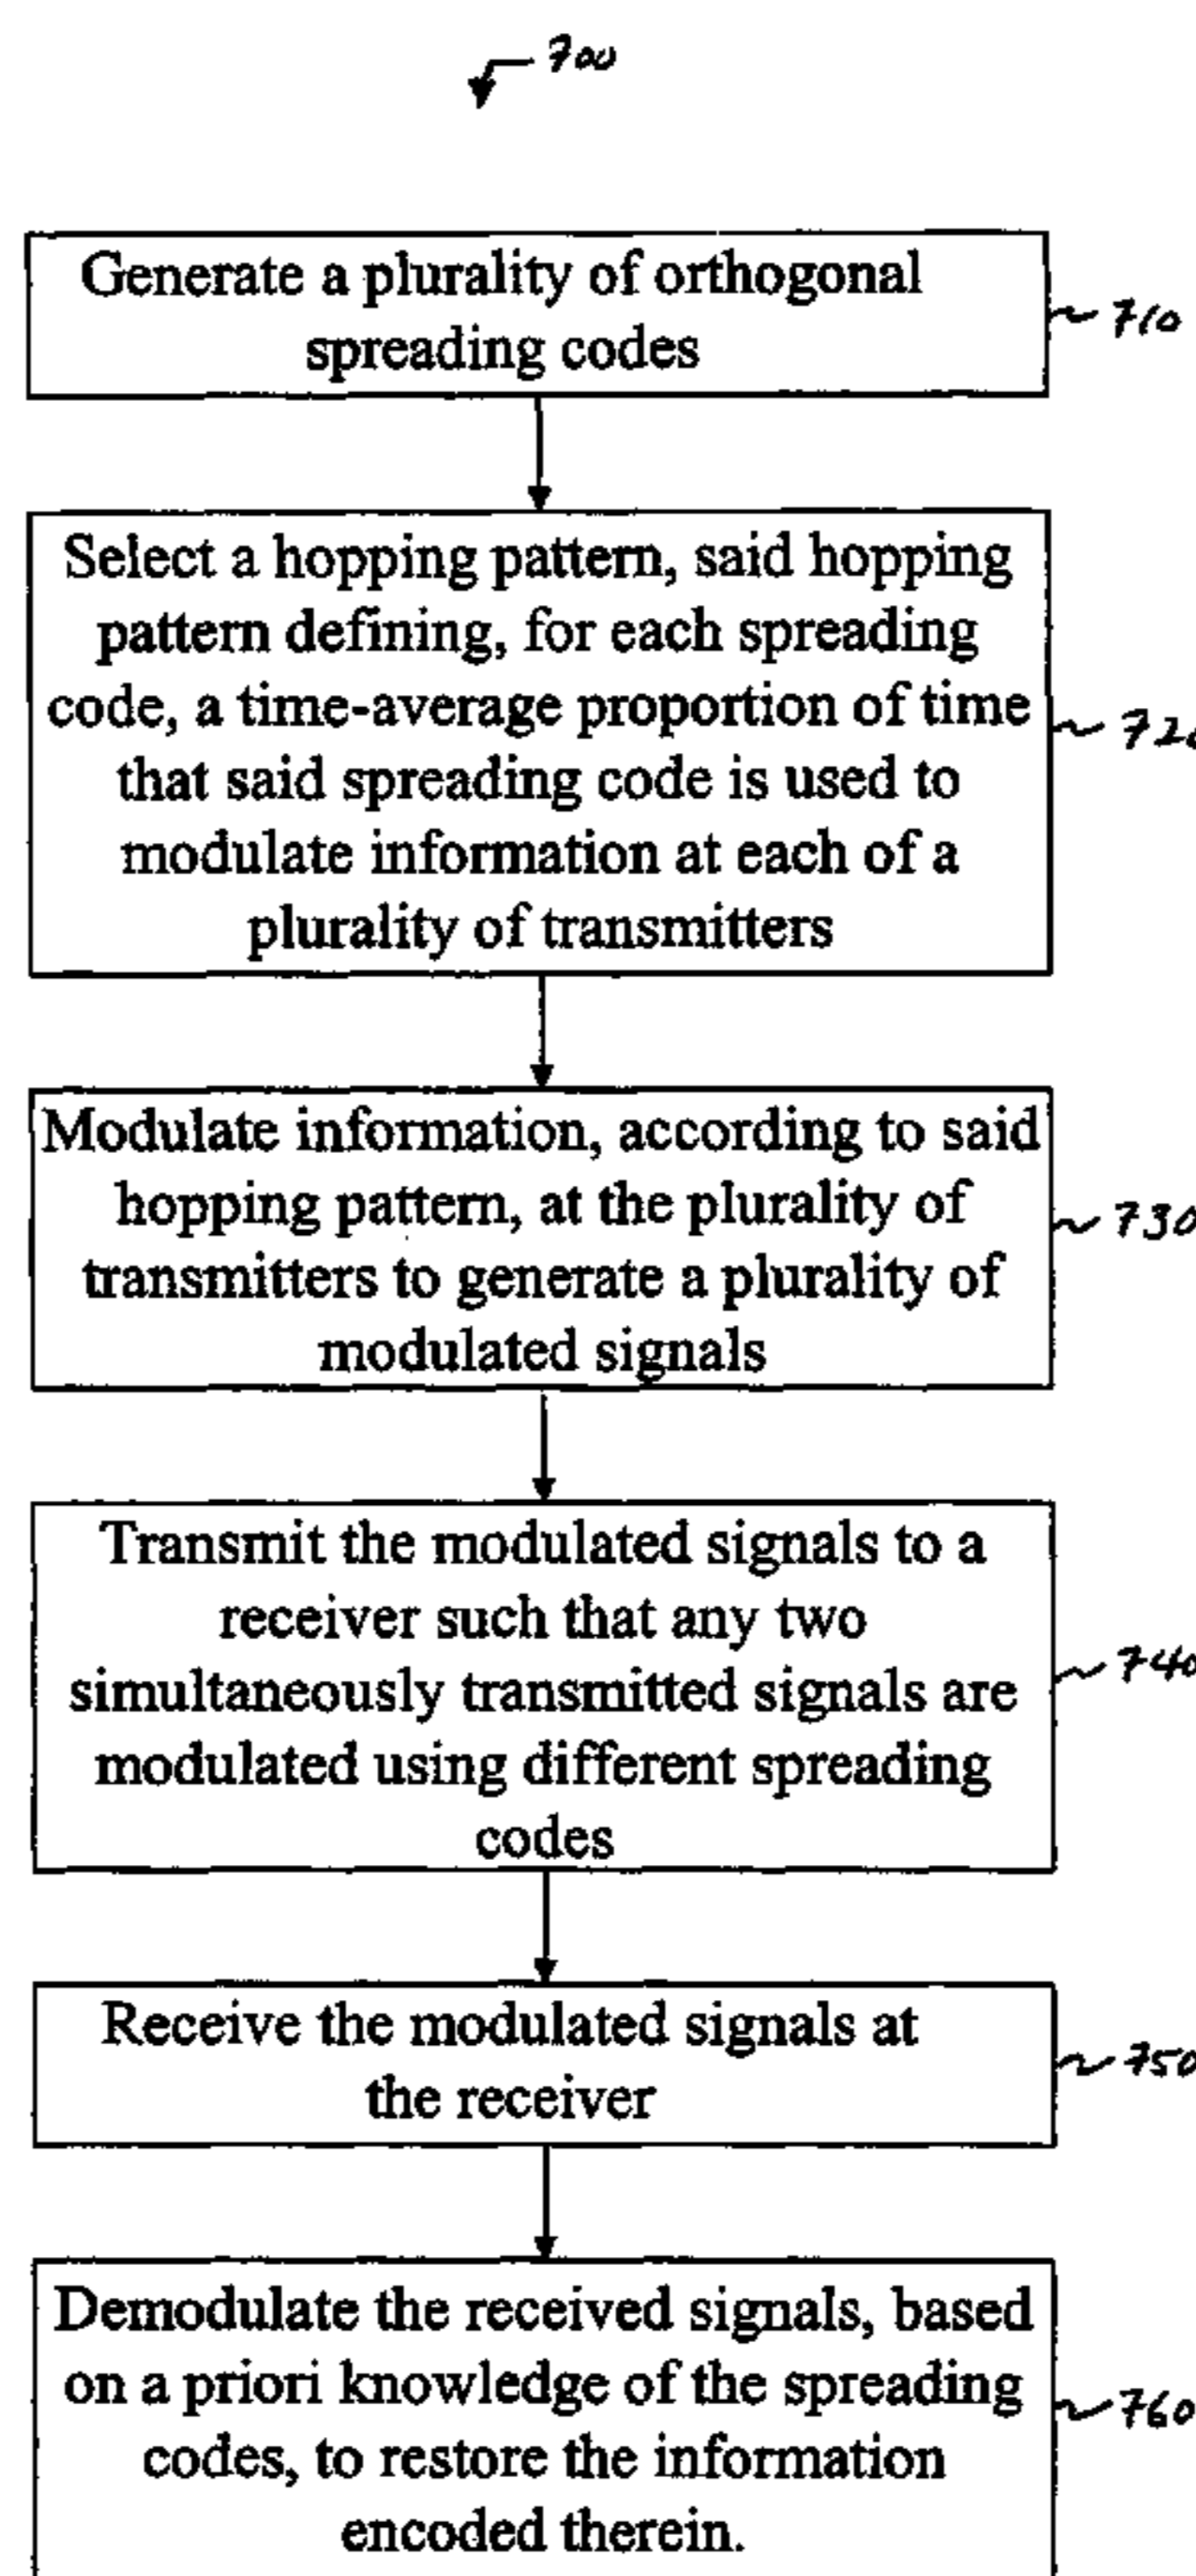 700
Generate a plurality of orthogonal
spreading codes
710
Select a hopping pattern, said hopping
pattern defining, for each spreading
code, a time-average proportion of time
that said spreading code is used to
modulate information at each of a
plurality of transmitters
720
Modulate information, according to said
hopping pattern, at the plurality of
transmitters to generate a plurality of
modulated signals
730
Transmit the modulated signals to a
receiver such that any two
simultaneously transmitted signals are
modulated using different spreading
codes
740
Receive the modulated signals at
the receiver
750
Demodulate the received signals, based
on a priori knowledge of the spreading
codes, to restore the information
encoded therein.
760